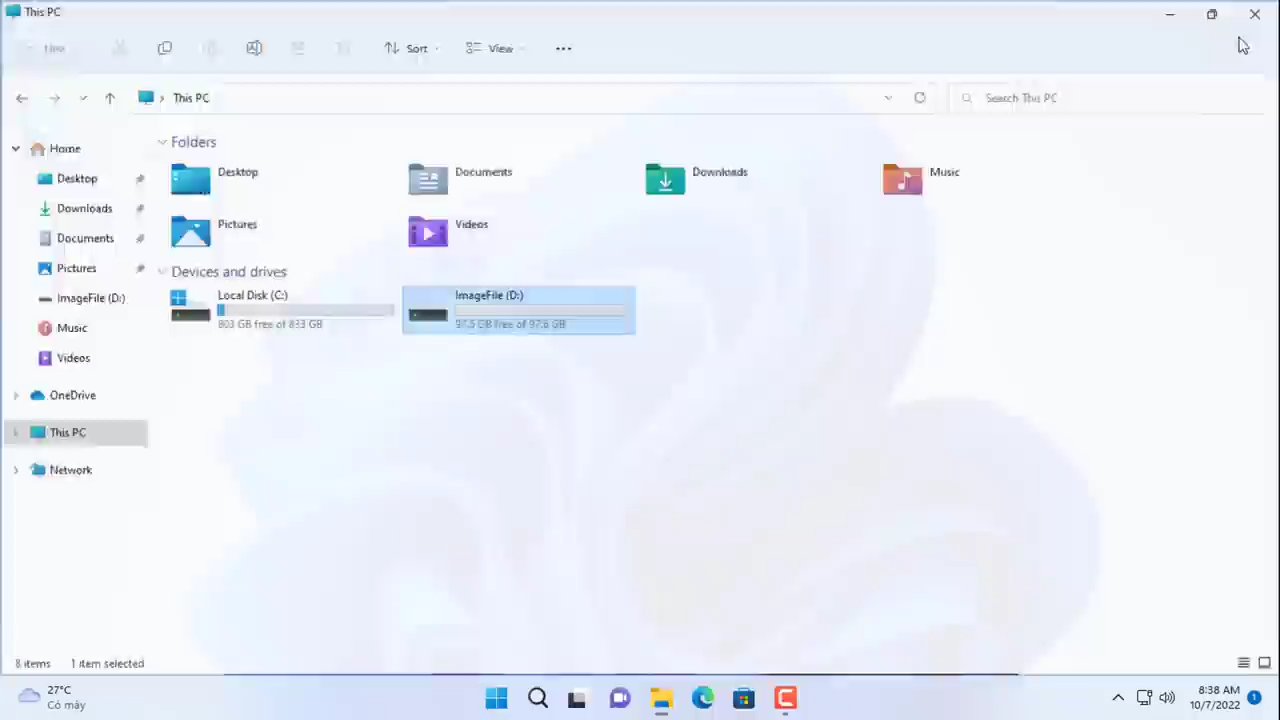 This PC
New
Sort
View
This PC
Search This PC
Home
Desktop
Downloads
Documents
Pictures
ImageFile (D:)
Music
Videos
OneDrive
This PC
Network
Folders
Desktop
Documents
Downloads
Music
Pictures
Videos
Devices and drives
Local Disk (C:)
803 GB free of 833 GB
ImageFile (D:)
97.5 GB free of 97.6 GB
8 items
1 item selected
27°C
Có mây
8:38 AM
10/7/2022
1